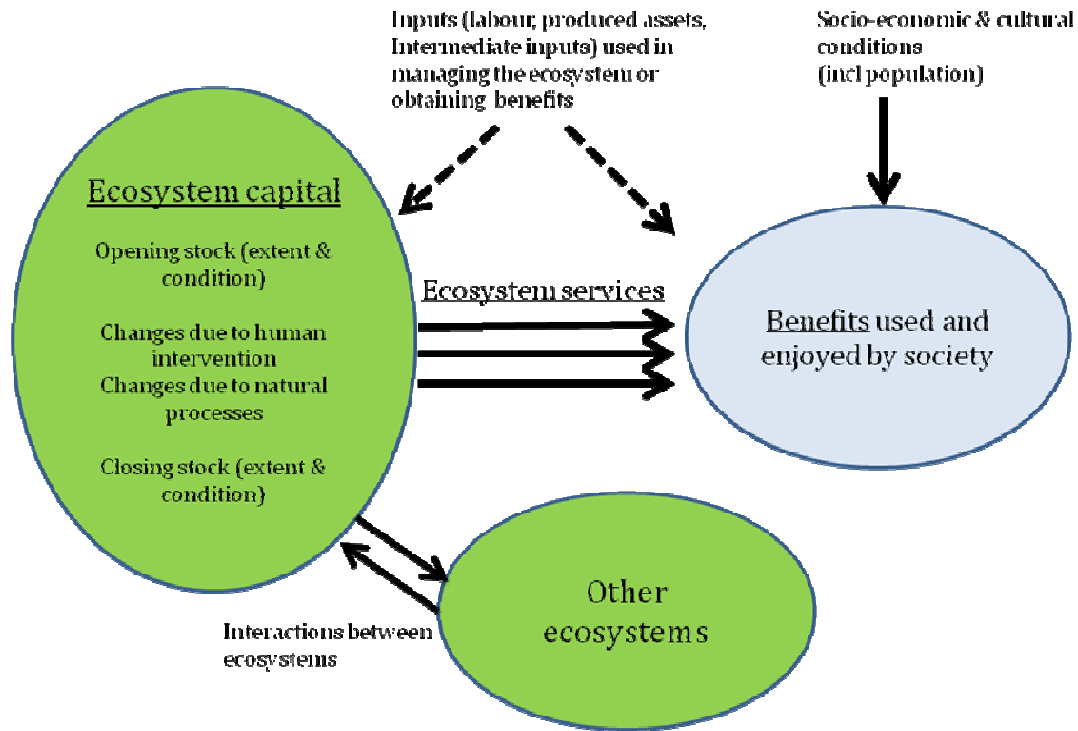 Inputs (labour, produced assets,
Intermediate inputs) used in
managing the ecosystem or
obtaining benefits
Socio-economic & cultural
conditions
(incl population)
Ecosystem capital
Opening stock (extent &
condition)
Changes due to human
intervention
Changes due to natural
processes
Closing stock (extent &
condition)
Ecosystem services
Benefits used and
enjoyed by society
Other
ecosystems
Interactions between
ecosystems